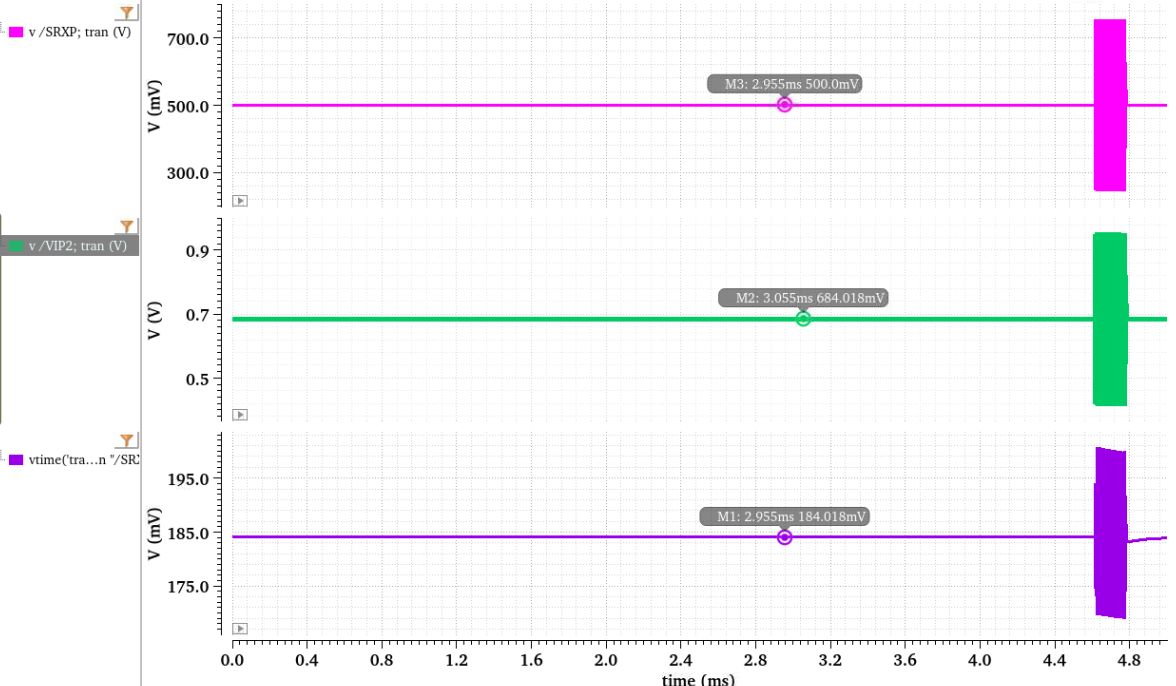 v /SRXP; tran (V)
V (mV)
700.0
500.0
300.0
M3: 2.955ms 500.0mV
v /VIP2; tran (V)
V (V)
0.9
0.7
0.5
M2: 3.055ms 684.018mV
vtime('tra...n "/SRX
V (mV)
195.0
185.0
175.0
M1: 2.955ms 184.018mV
0.0 0.4 0.8 1.2 1.6 2.0 2.4 2.8 3.2 3.6 4.0 4.4 4.8
time (ms)